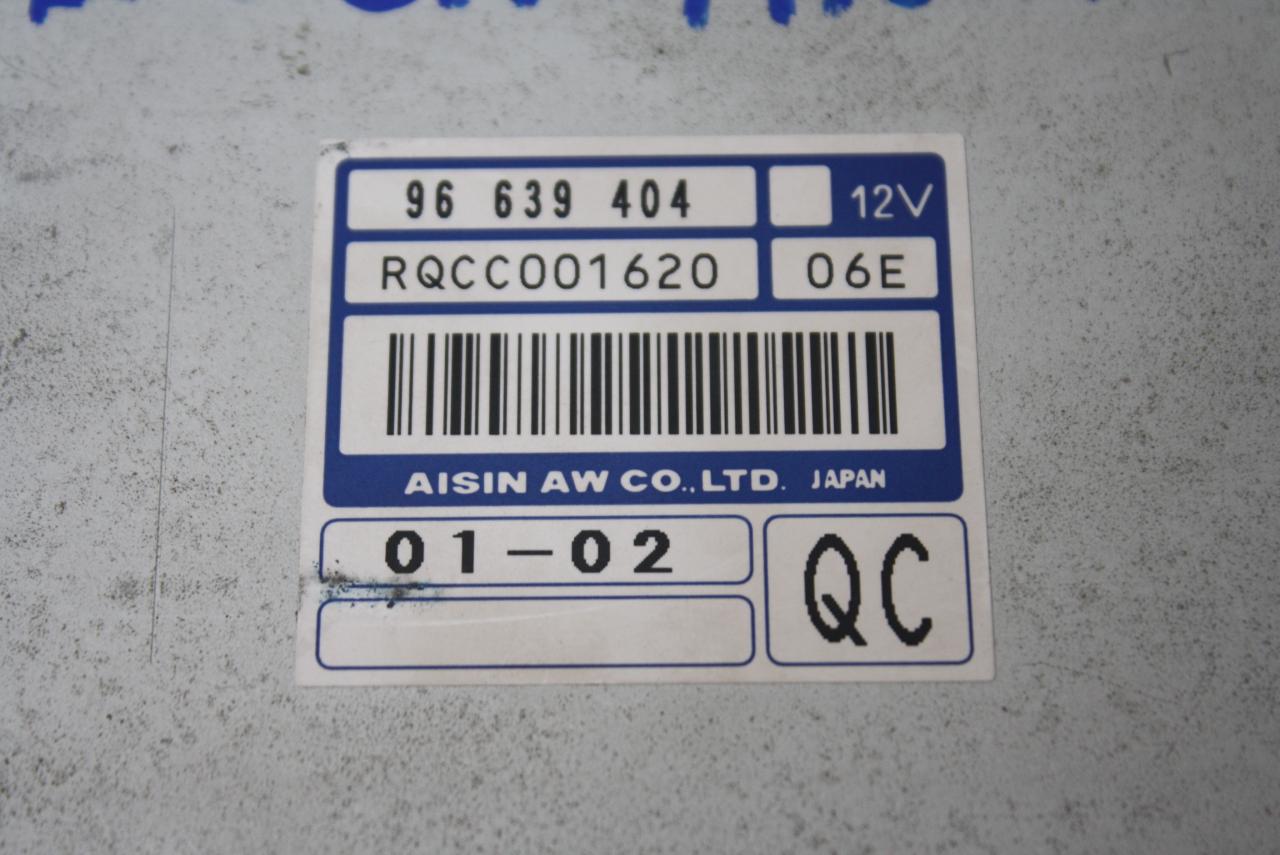 96 639 404 12V
RQCC001620 06E
AISIN AW CO.,LTD. JAPAN
01-02
QC